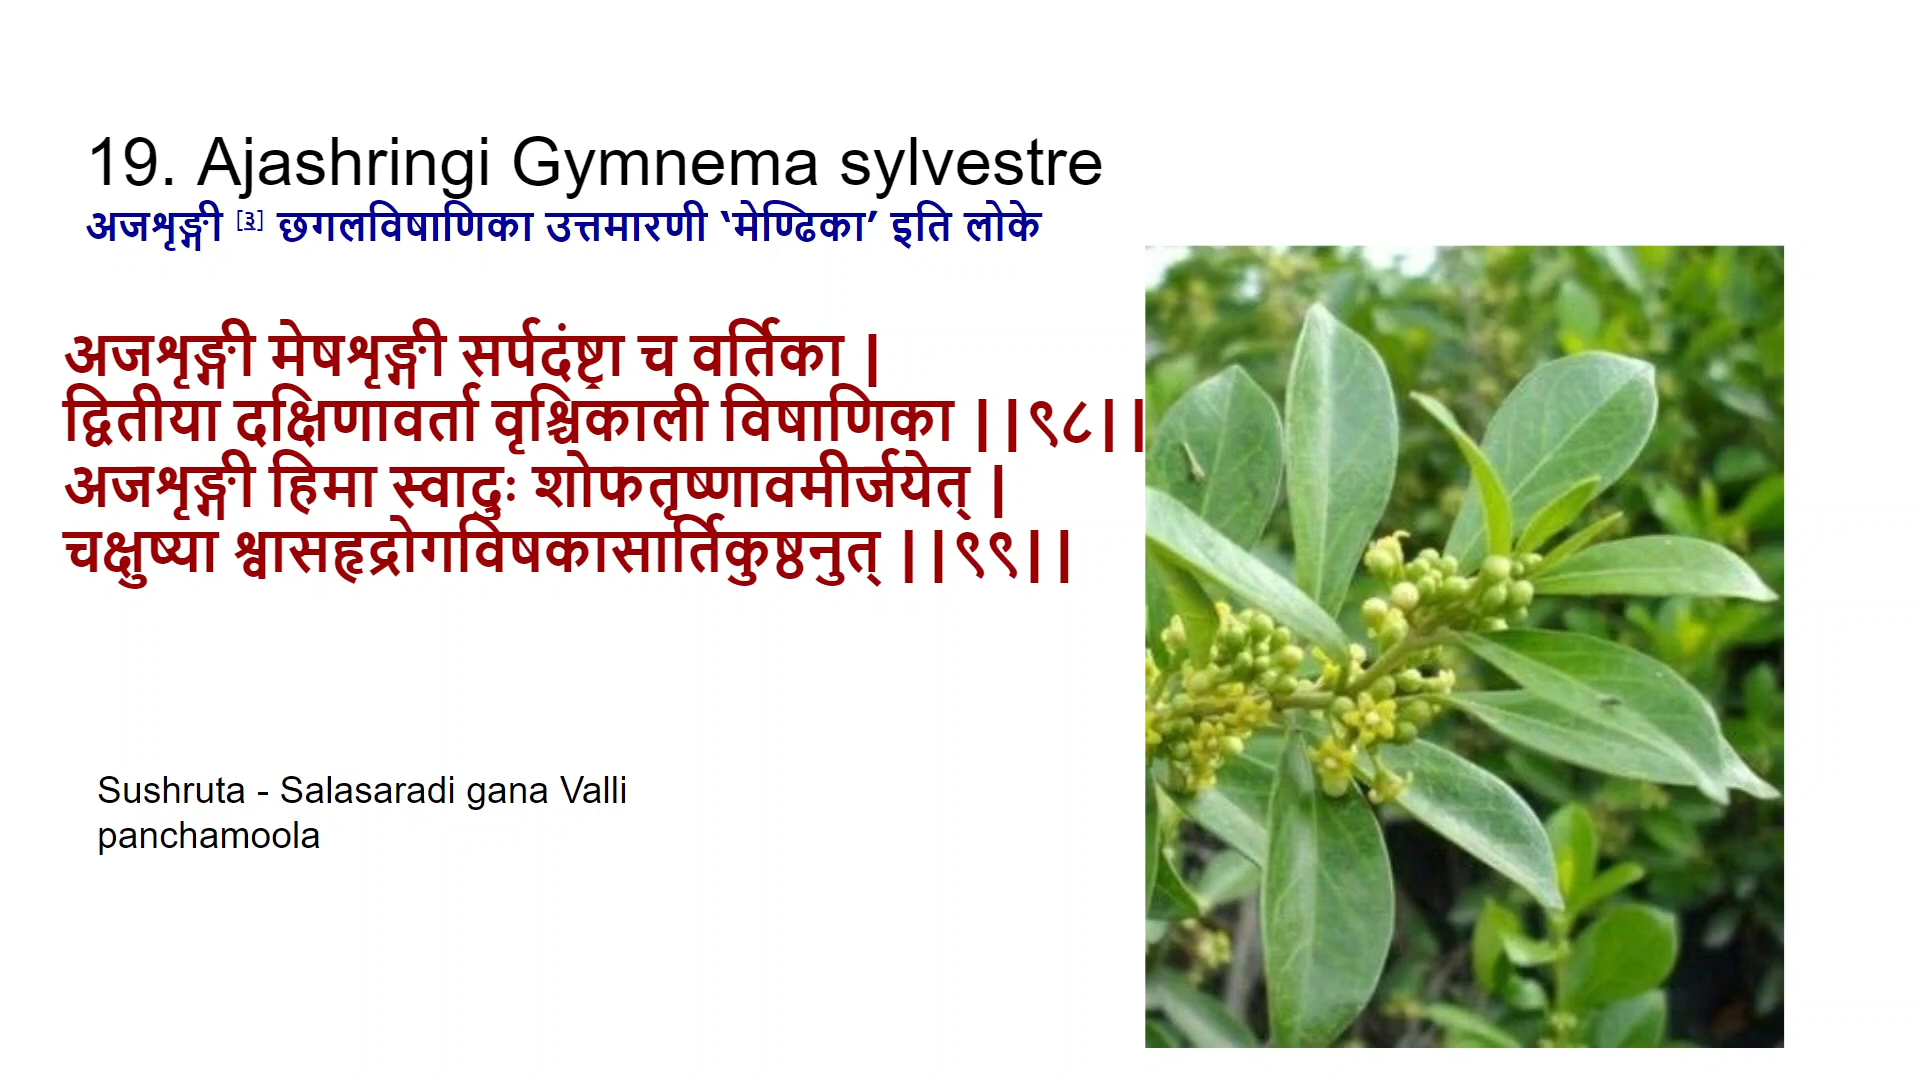 19. Ajashringi Gymnema sylvestre
अजशृङ्गी [३] छगलविषाणिका उत्तमारणी ‘मेण्ढिका’ इति लोके
अजशृङ्गी मेषशृङ्गी सर्पदंष्ट्रा च वर्तिका |
द्वितीया दक्षिणावर्ता वृश्चिकाली विषाणिका ||९८||
अजशृङ्गी हिमा स्वादुः शोफतृष्णावमीर्जयेत् |
चक्षुष्या श्वासहृद्रोगविषकासार्तिकुष्ठनुत् ||९९||
Sushruta - Salasaradi gana Valli
panchamoola